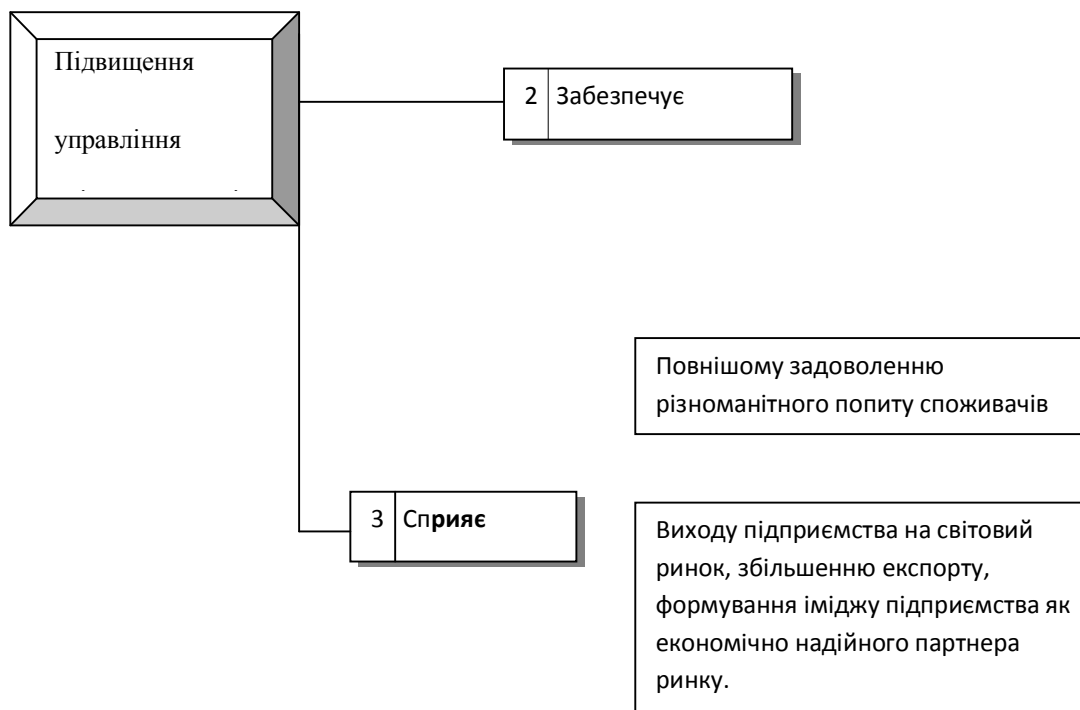 Підвищення
управління
2 Забезпечує
Повнішому задоволенню
різноманітного попиту споживачів
3 Сприяє
Виходу підприємства на світовий
ринок, збільшенню експорту,
формування іміджу підприємства як
економічно надійного партнера
ринку.